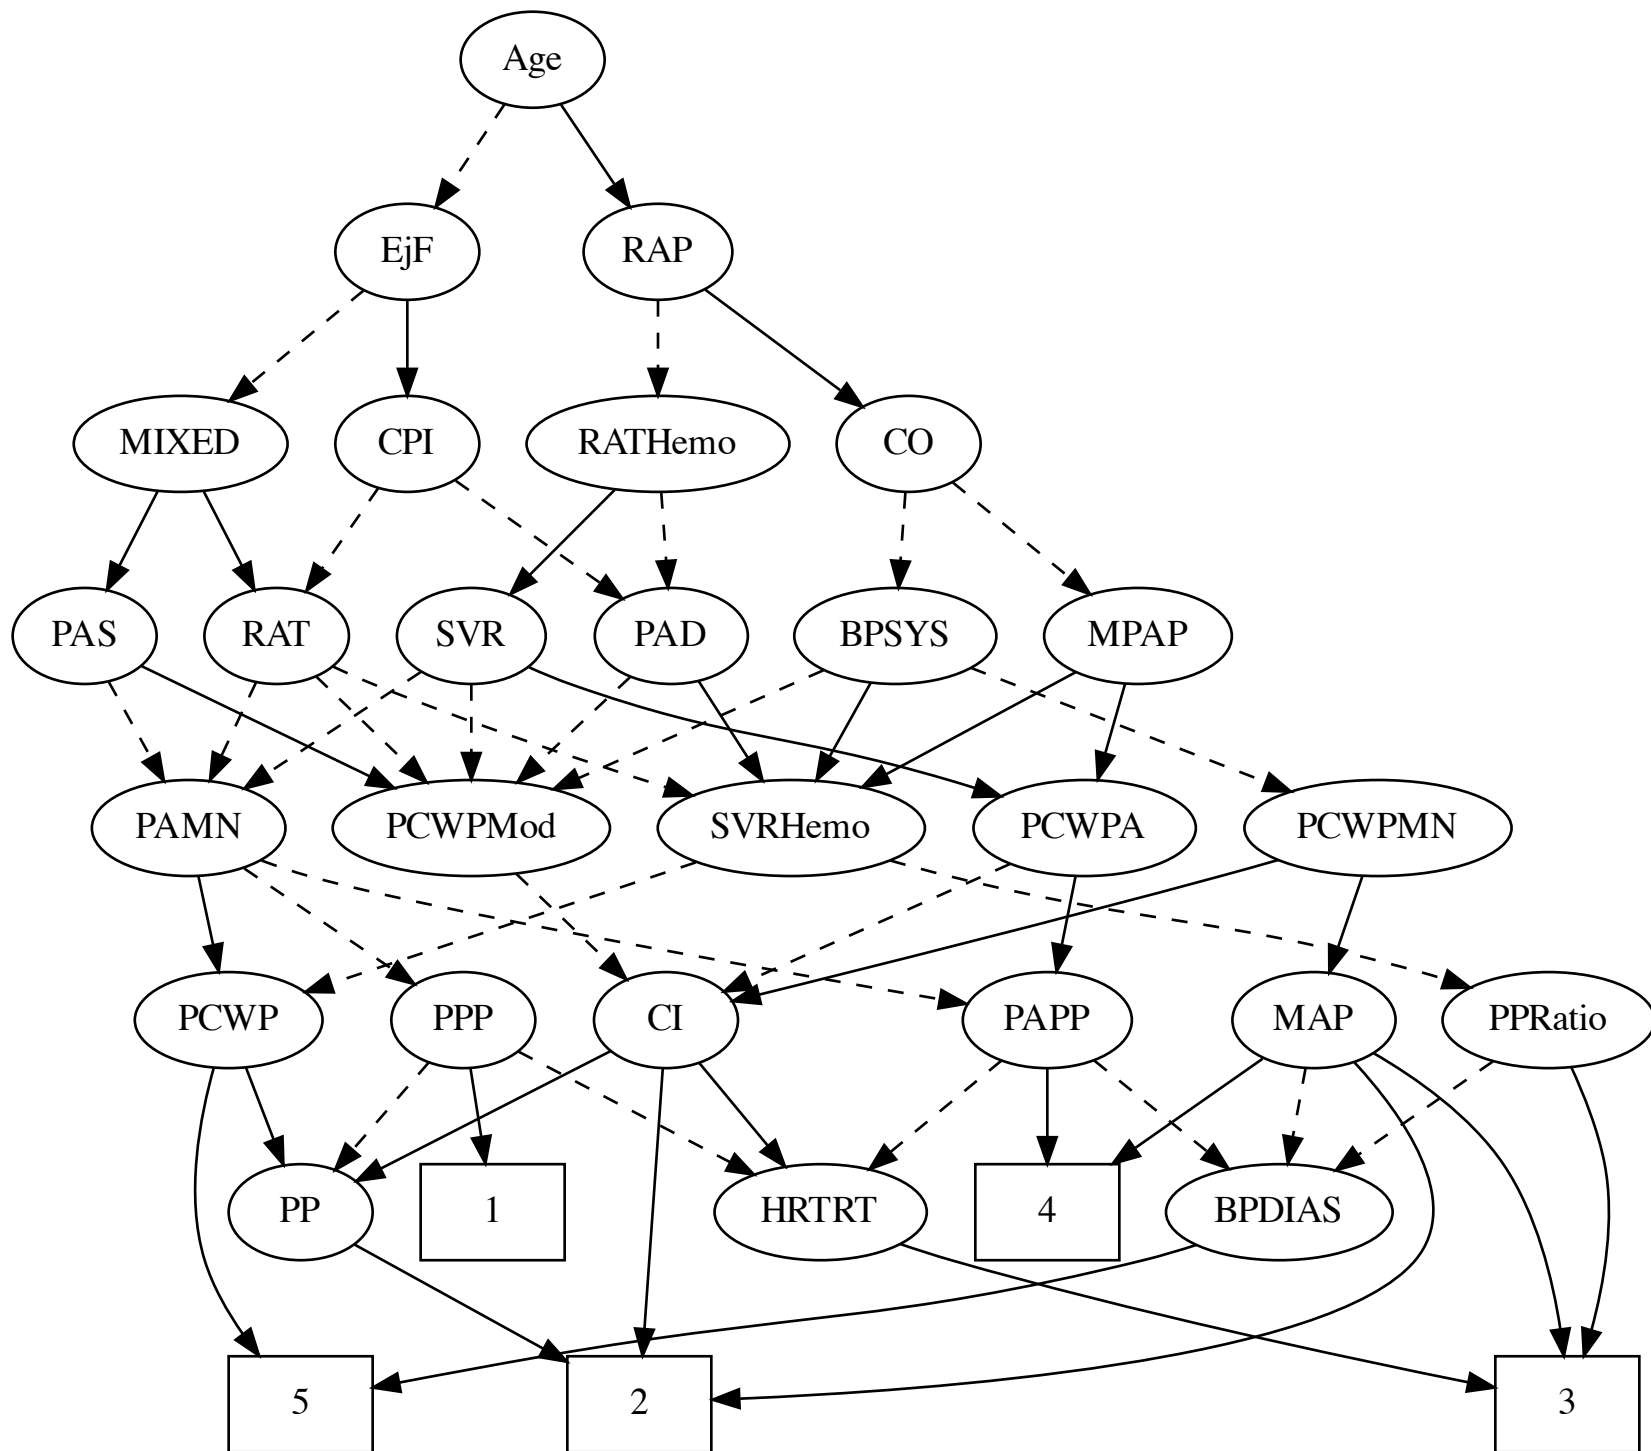 Age
EjF
RAP
MIXED
CPI
RATHemo
CO
PAS
RAT
SVR
PAD
BPSYS
MPAP
PAMN
PCWPMod
SVRHemo
PCWPA
PCWPMN
PCWP
PPP
CI
PAPP
MAP
PPRatio
PP
1
HRTRT
4
BPDIAS
5
2
3